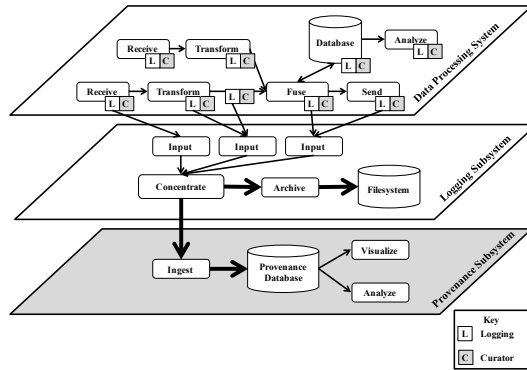 Receive
L C
Transform
L C
Database
L C
Analyze
L C
Receive
L C
Transform
L C
L C
Fuse
L C
Send
L C
Data Processing System
Input
Input
Input
Concentrate
Archive
Filesystem
Logging Subsystem
Ingest
Provenance
Database
Visualize
Analyze
Provenance Subsystem
Key
L Logging
C Curator